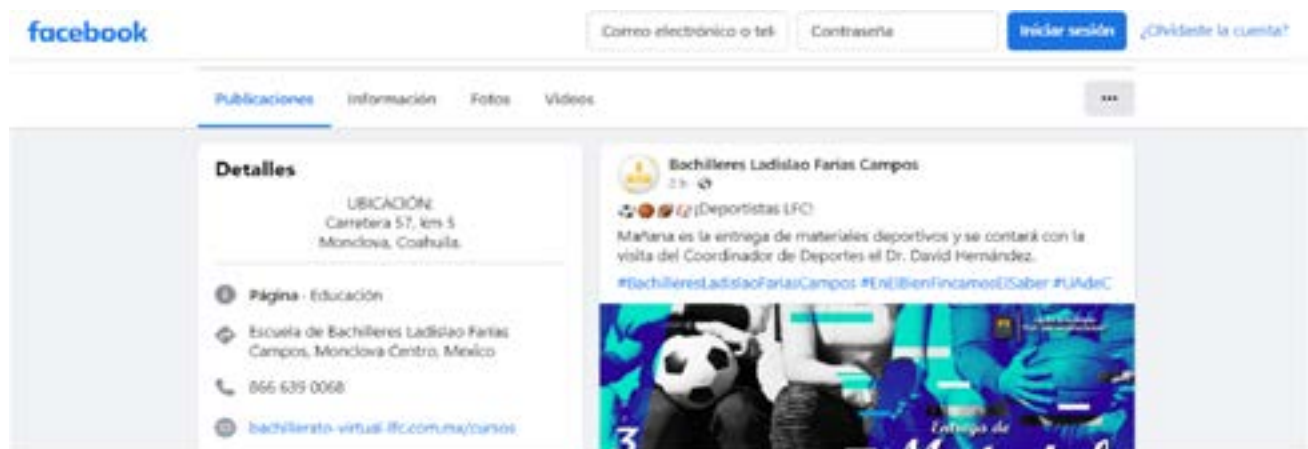 facebook
Correo electrónico o tel
Contraseña
Iniciar sesión
¿Olvidaste la cuenta?
Publicaciones
Información
Fotos
Videos
Detalles
UBICACIÓN:
Carretera 57, km 5
Monclova, Coahuila.
Página · Educación
Escuela de Bachilleres Ladislao Farias
Campos, Monclova Centro, Mexico
866 639 0068
bachillerato-virtual-lfc.com.mx/cursos
Bachilleres Ladislao Farias Campos
2 h
¡Deportistas LFC!
Mañana es la entrega de materiales deportivos y se contará con la
visita del Coordinador de Deportes el Dr. David Hernández.
#BachilleresLadislaoFariasCampos #EnElBienFincamosElSaber #UAdeC
3
Entrega de